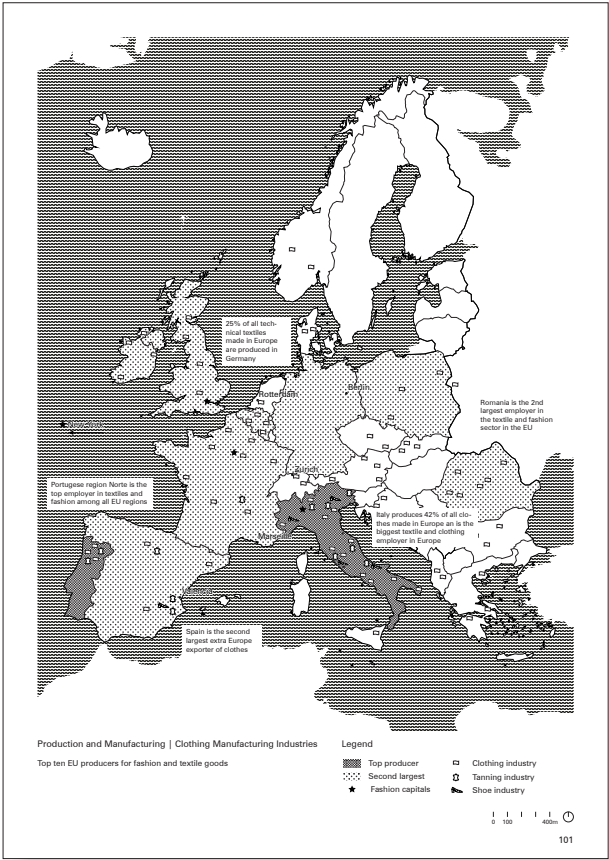 25% of all tech-
nical textiles
made in Europe
are produced in
Germany
Rotterdam
Berlin
Romania is the 2nd
largest employer in
the textile and fashion
sector in the EU
Zurich
Portugese region Norte is the
top employer in textiles and
fashion among all EU regions
Italy produces 42% of all clo-
thes made in Europe an is the
biggest textile and clothing
employer in Europe
Marseille
Spain is the second
largest extra Europe
exporter of clothes
Production and Manufacturing | Clothing Manufacturing Industries
Top ten EU producers for fashion and textile goods
Legend
Top producer
Second largest
Fashion capitals
Clothing industry
Tanning industry
Shoe industry
0 100 400m
101